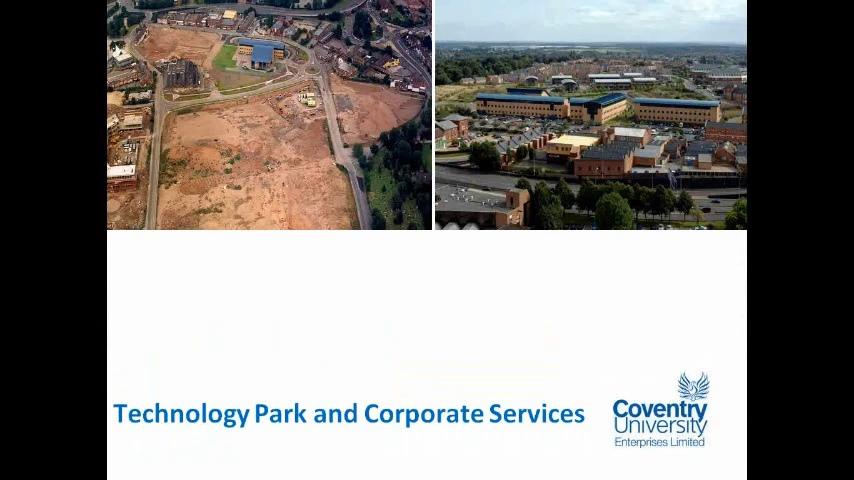 Technology Park and Corporate Services
Coventry
University
Enterprises Limited